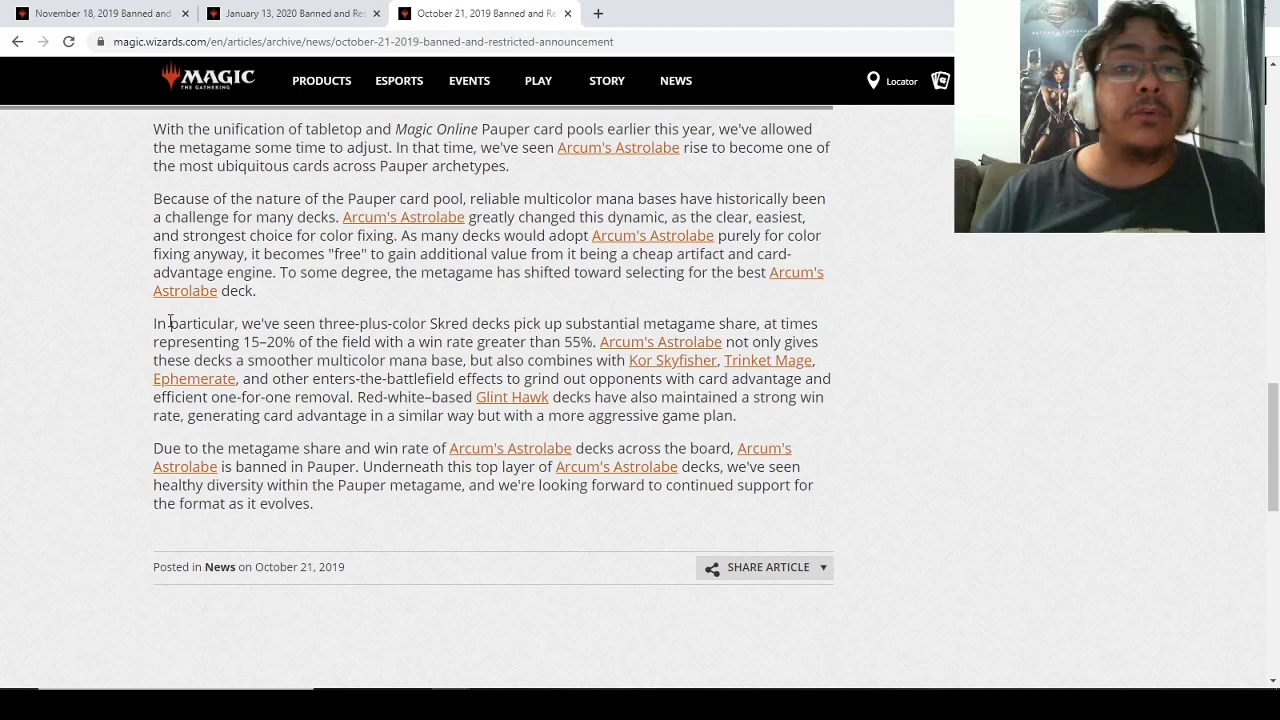 November 18, 2019 Banned and
January 13, 2020 Banned and Res
October 21, 2019 Banned and Re
magic.wizards.com/en/articles/archive/news/october-21-2019-banned-and-restricted-announcement
MAGIC
THE GATHERING
PRODUCTS
ESPORTS
EVENTS
PLAY
STORY
NEWS
Locator
With the unification of tabletop and Magic Online Pauper card pools earlier this year, we've allowed
the metagame some time to adjust. In that time, we've seen Arcum's Astrolabe rise to become one of
the most ubiquitous cards across Pauper archetypes.
Because of the nature of the Pauper card pool, reliable multicolor mana bases have historically been
a challenge for many decks. Arcum's Astrolabe greatly changed this dynamic, as the clear, easiest,
and strongest choice for color fixing. As many decks would adopt Arcum's Astrolabe purely for color
fixing anyway, it becomes "free" to gain additional value from it being a cheap artifact and card-
advantage engine. To some degree, the metagame has shifted toward selecting for the best Arcum's
Astrolabe deck.
In particular, we've seen three-plus-color Skred decks pick up substantial metagame share, at times
representing 15–20% of the field with a win rate greater than 55%. Arcum's Astrolabe not only gives
these decks a smoother multicolor mana base, but also combines with Kor Skyfisher, Trinket Mage,
Ephemerate, and other enters-the-battlefield effects to grind out opponents with card advantage and
efficient one-for-one removal. Red-white–based Glint Hawk decks have also maintained a strong win
rate, generating card advantage in a similar way but with a more aggressive game plan.
Due to the metagame share and win rate of Arcum's Astrolabe decks across the board, Arcum's
Astrolabe is banned in Pauper. Underneath this top layer of Arcum's Astrolabe decks, we've seen
healthy diversity within the Pauper metagame, and we're looking forward to continued support for
the format as it evolves.
Posted in News on October 21, 2019
SHARE ARTICLE